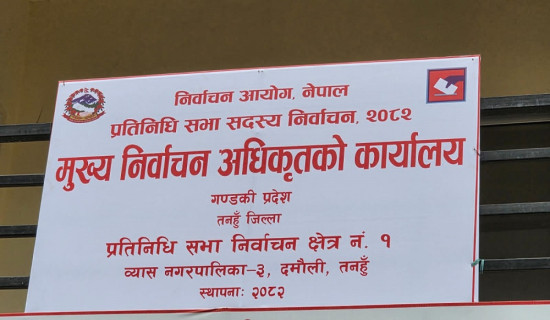 निर्वाचन आयोग, नेपाल
प्रतिनिधि सभा सदस्य निर्वाचन, २०८२
मुख्य निर्वाचन अधिकृतको कार्यालय
गण्डकी प्रदेश
तनहुँ जिल्ला
प्रतिनिधि सभा निर्वाचन क्षेत्र नं. १
व्यास नगरपालिका-३, दमौली, तनहुँ
स्थापनाः २०८२